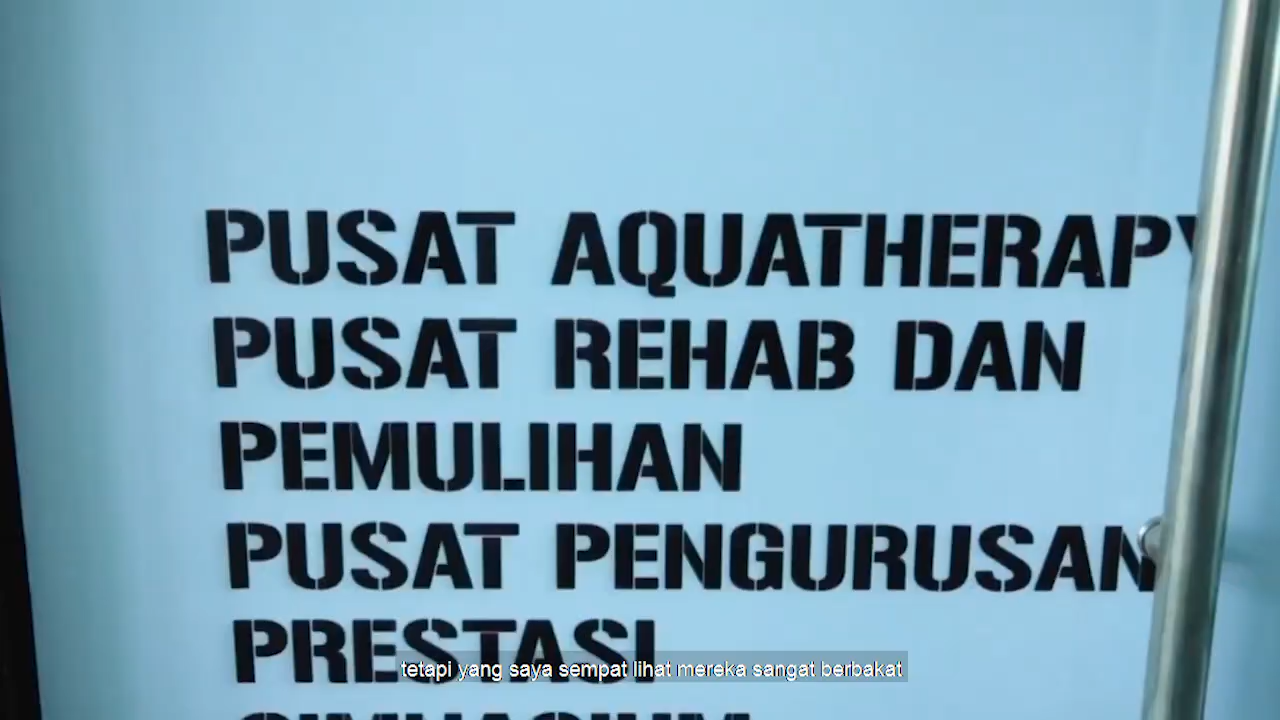 PUSAT AQUATHERAPY
PUSAT REHAB DAN
PEMULIHAN
PUSAT PENGURUSAN
PRESTASI
tetapi yang saya sempat lihat mereka sangat berbakat